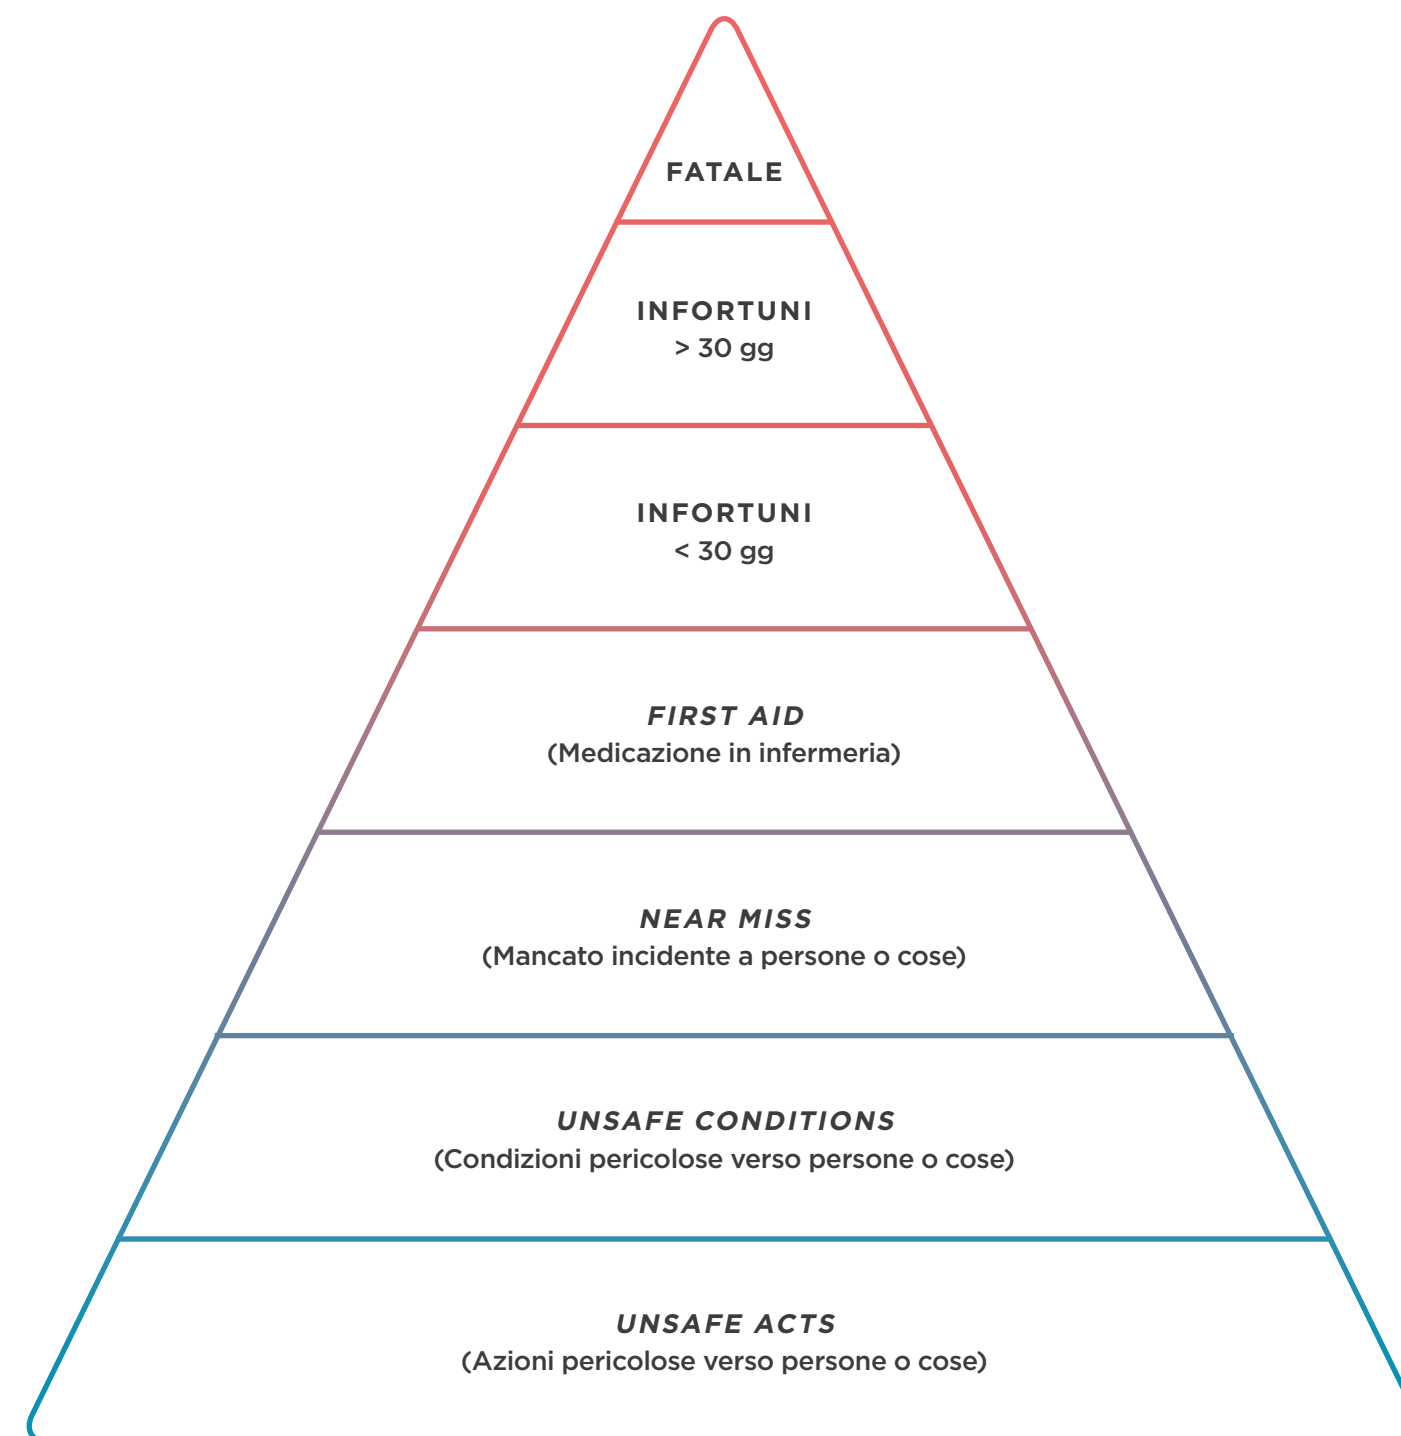 FATALE
INFORTUNI
> 30 gg
INFORTUNI
< 30 gg
FIRST AID
(Medicazione in infermeria)
NEAR MISS
(Mancato incidente a persone o cose)
UNSAFE CONDITIONS
(Condizioni pericolose verso persone o cose)
UNSAFE ACTS
(Azioni pericolose verso persone o cose)